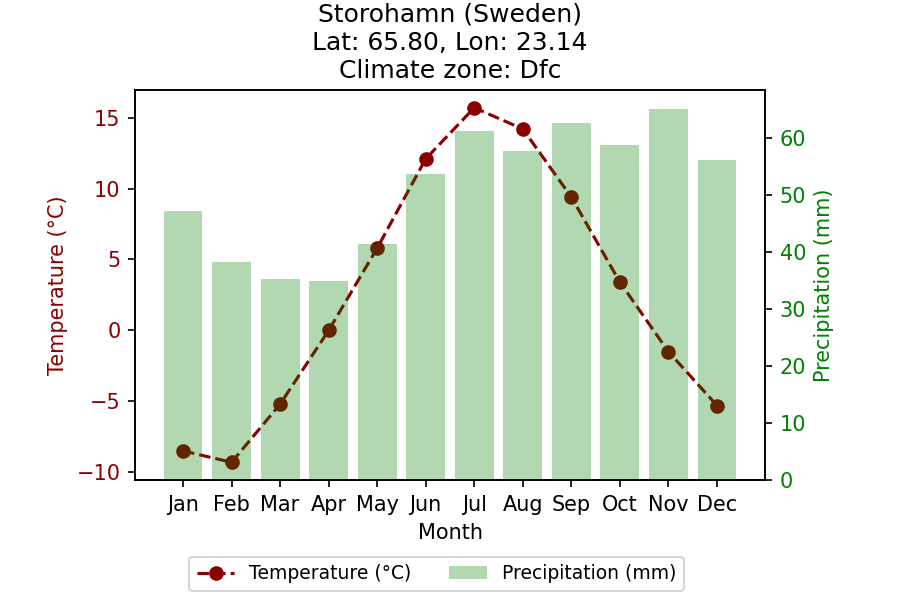 Storohamn (Sweden)
Lat: 65.80, Lon: 23.14
Climate zone: Dfc
15
10
5
0
−5
−10
Temperature (°C)
60
50
40
30
20
10
0
Precipitation (mm)
Jan Feb Mar Apr May Jun Jul Aug Sep Oct Nov Dec
Month
Temperature (°C) Precipitation (mm)